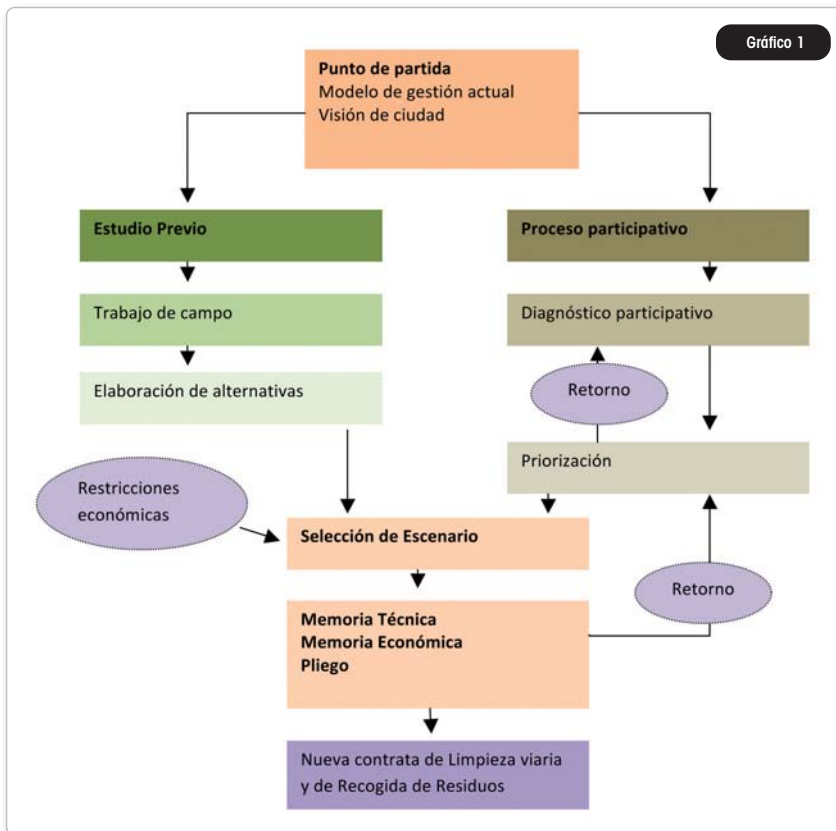 Gráfico 1
Punto de partida
Modelo de gestión actual
Visión de ciudad
Estudio Previo
Proceso participativo
Trabajo de campo
Diagnóstico participativo
Elaboración de alternativas
Retorno
Priorización
Restricciones
económicas
Selección de Escenario
Retorno
Memoria Técnica
Memoria Económica
Pliego
Nueva contrata de Limpieza viaria
y de Recogida de Residuos